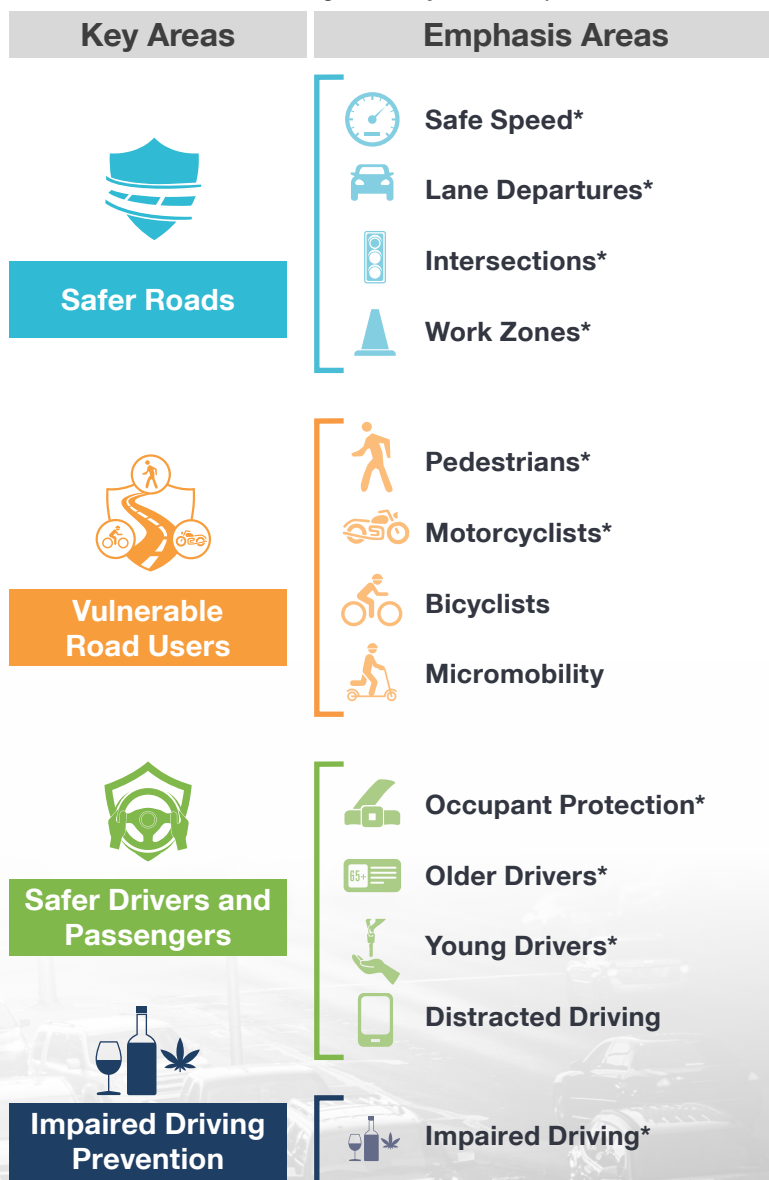 Key Areas
Emphasis Areas
Safer Roads
Safe Speed*
Lane Departures*
Intersections*
Work Zones*
Vulnerable
Road Users
Pedestrians*
Motorcyclists*
Bicyclists
Micromobility
Safer Drivers and
Passengers
Occupant Protection*
65+
Older Drivers*
Young Drivers*
Distracted Driving
Impaired Driving
Prevention
Impaired Driving*